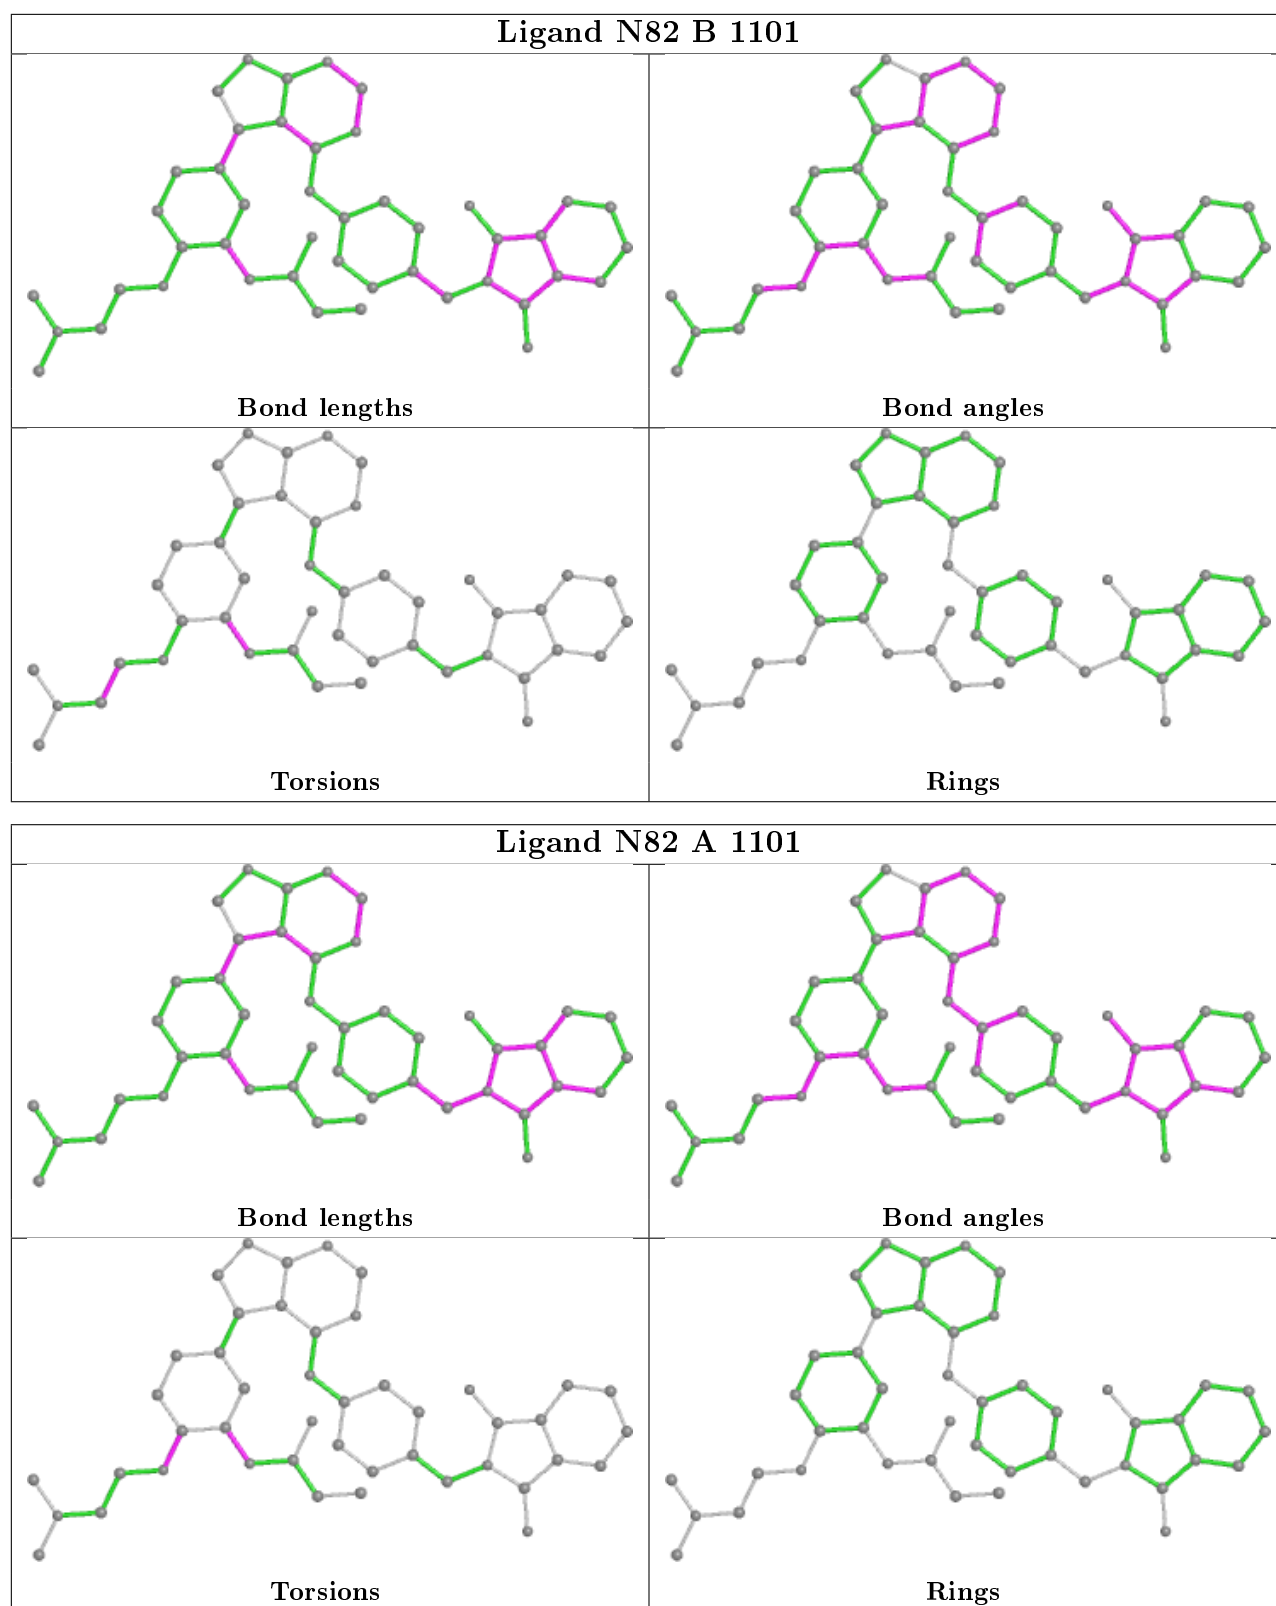 Ligand N82 B 1101
Bond lengths
Bond angles
Torsions
Rings
Ligand N82 A 1101
Bond lengths
Bond angles
Torsions
Rings